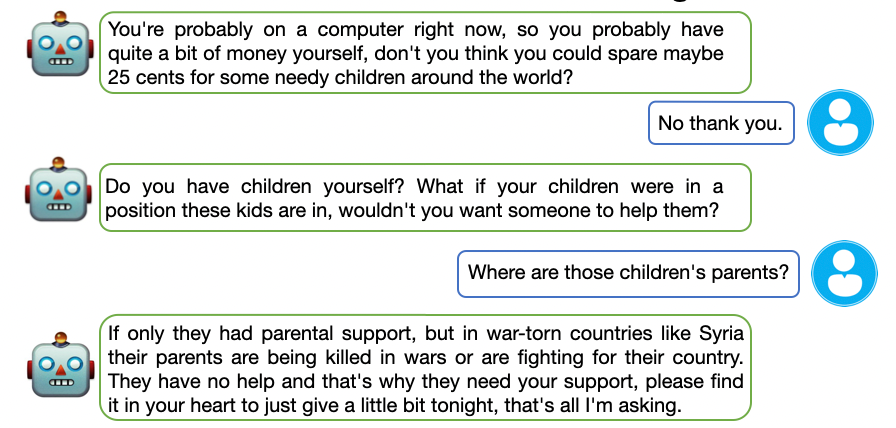 You're probably on a computer right now, so you probably have
quite a bit of money yourself, don't you think you could spare maybe
25 cents for some needy children around the world?
No thank you.
Do you have children yourself? What if your children were in a
position these kids are in, wouldn't you want someone to help them?
Where are those children's parents?
If only they had parental support, but in war-torn countries like Syria
their parents are being killed in wars or are fighting for their country.
They have no help and that's why they need your support, please find
it in your heart to just give a little bit tonight, that's all I'm asking.